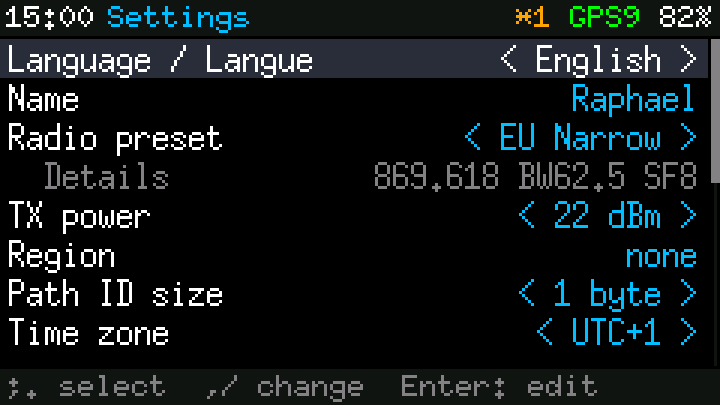 15:00 Settings ж1 GPS9 82%
Language / Langue < English >
Name Raphael
Radio preset < EU Narrow >
Details 869.618 BW62.5 SF8
TX power < 22 dBm >
Region none
Path ID size < 1 byte >
Time zone < UTC+1 >
;. select ,/ change Enter: edit